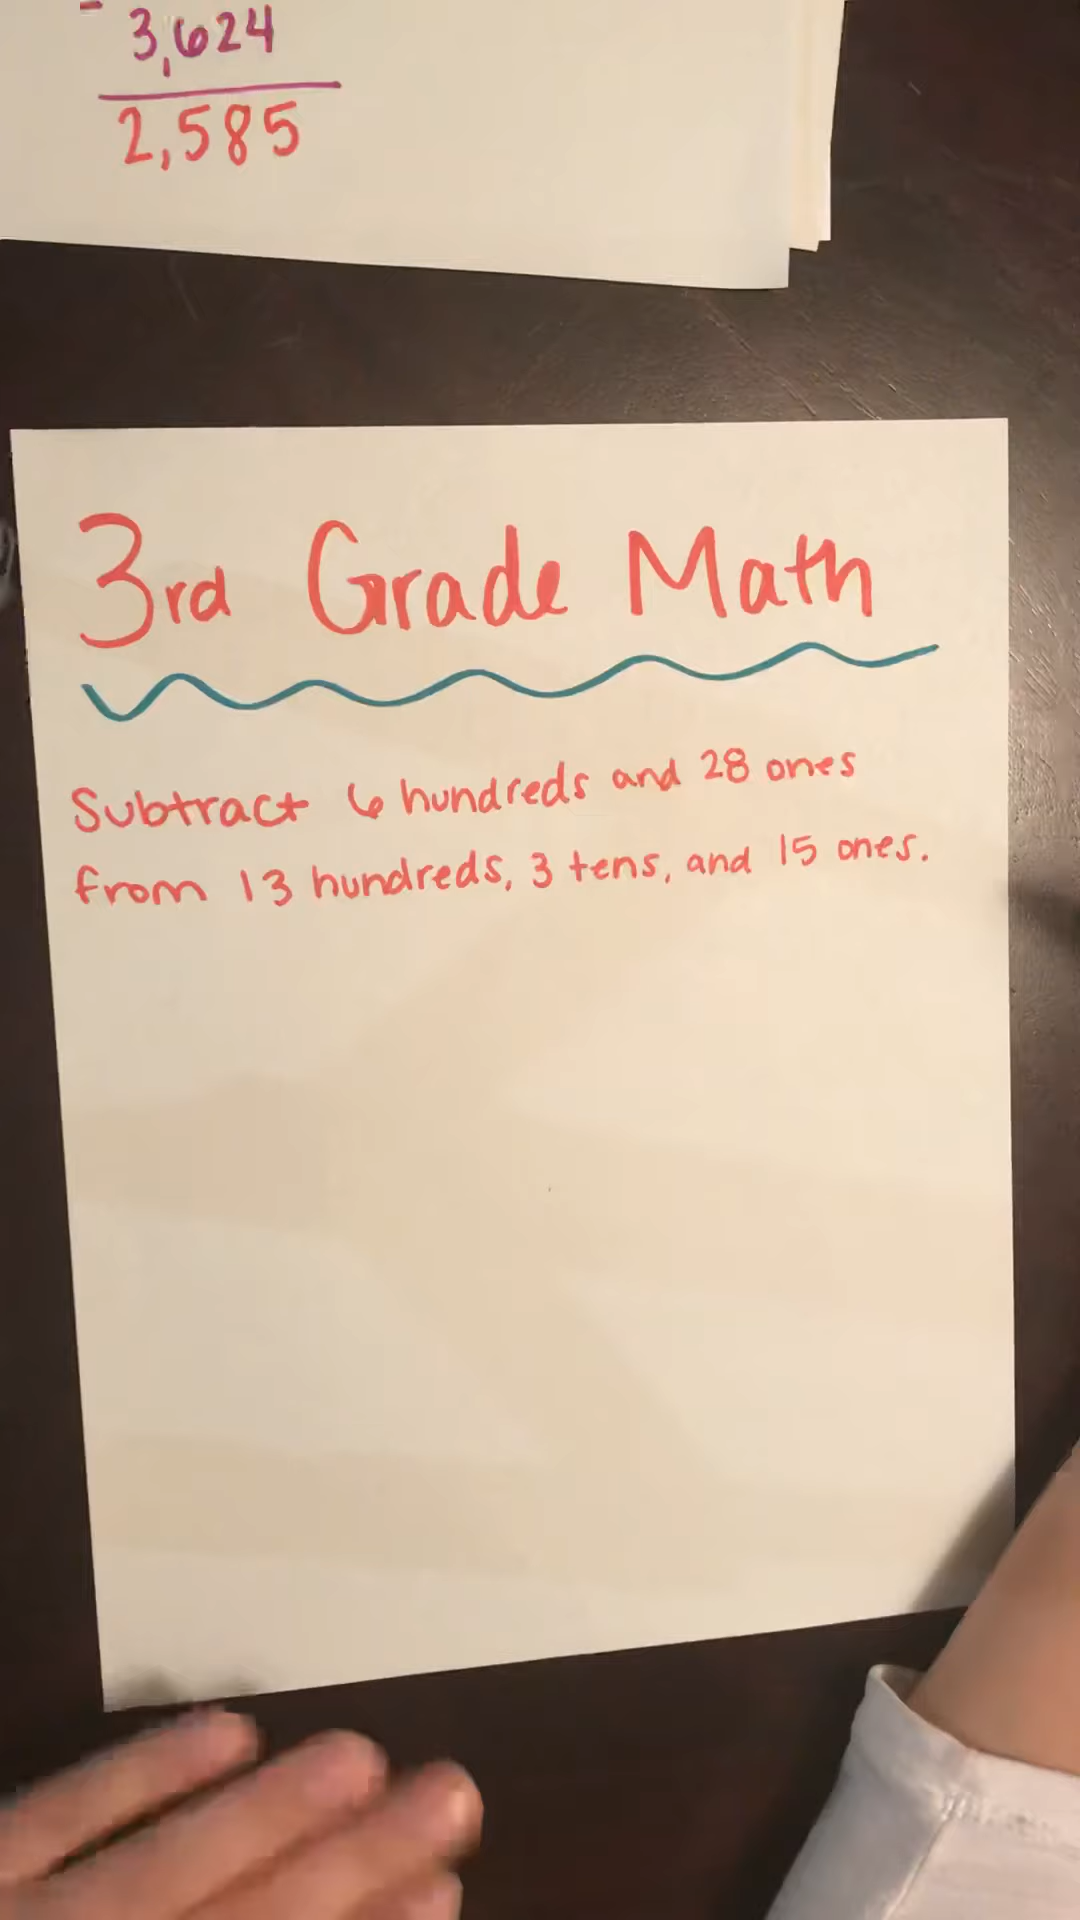 - 3,624
2,585
3rd Grade Math
Subtract 6 hundreds and 28 ones
from 13 hundreds, 3 tens, and 15 ones.